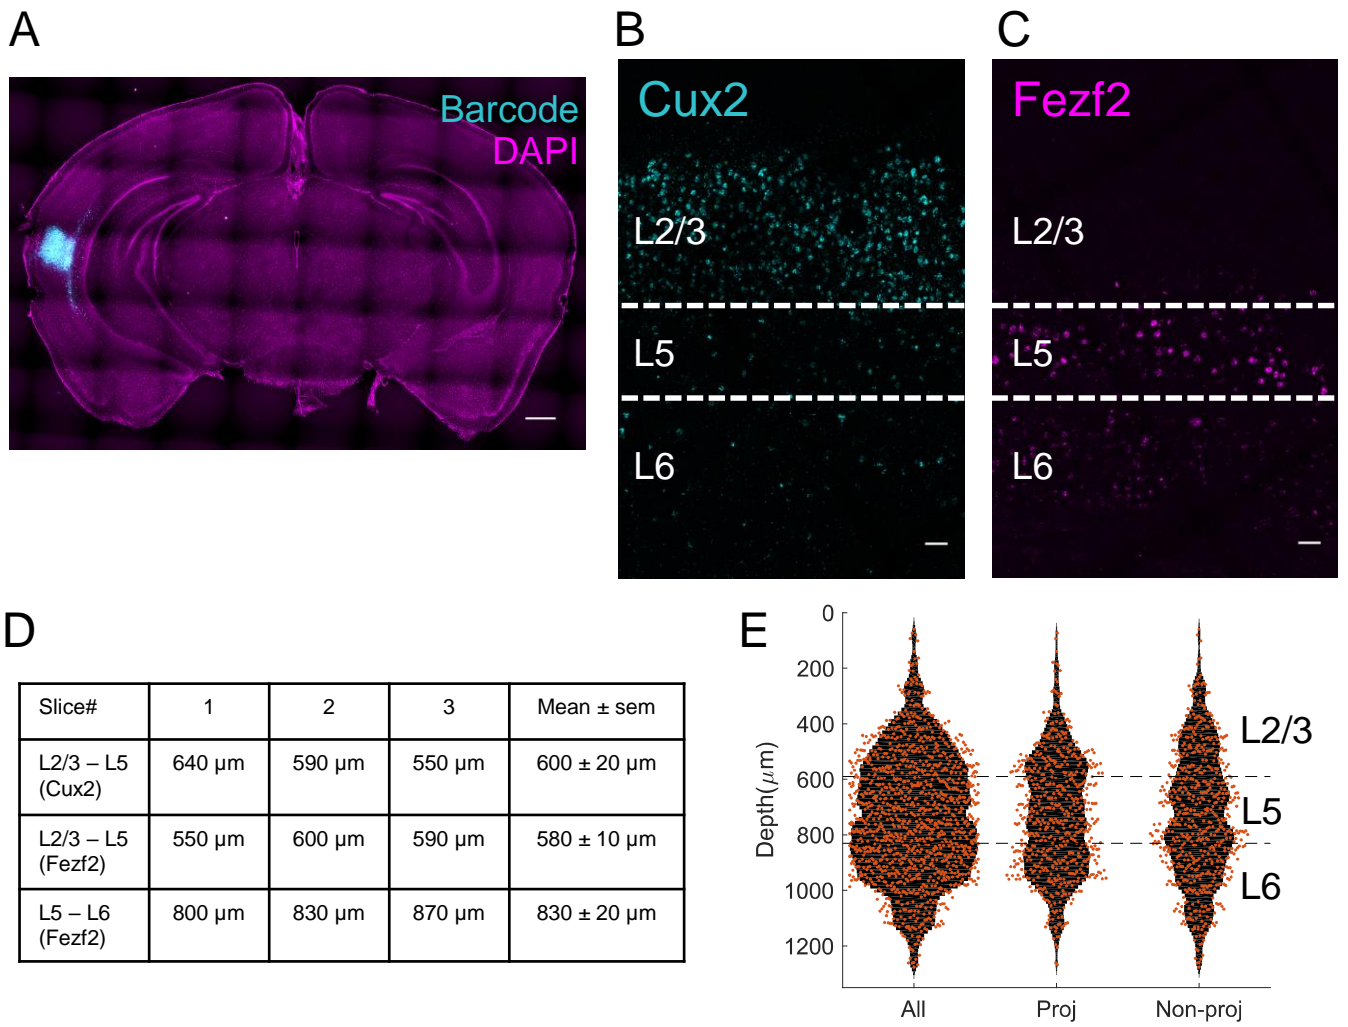 A
Barcode
DAPI
B
Cux2
L2/3
L5
L6
C
Fezf2
L2/3
L5
L6
D
Slice# 1 2 3 Mean ± sem
L2/3 – L5 640 µm 590 µm 550 µm 600 ± 20 µm
(Cux2)
L2/3 – L5 550 µm 600 µm 590 µm 580 ± 10 µm
(Fezf2)
L5 – L6 800 µm 830 µm 870 µm 830 ± 20 µm
(Fezf2)
E
Depth(μm)
0
200
400
600
800
1000
1200
L2/3
L5
L6
All Proj Non-proj